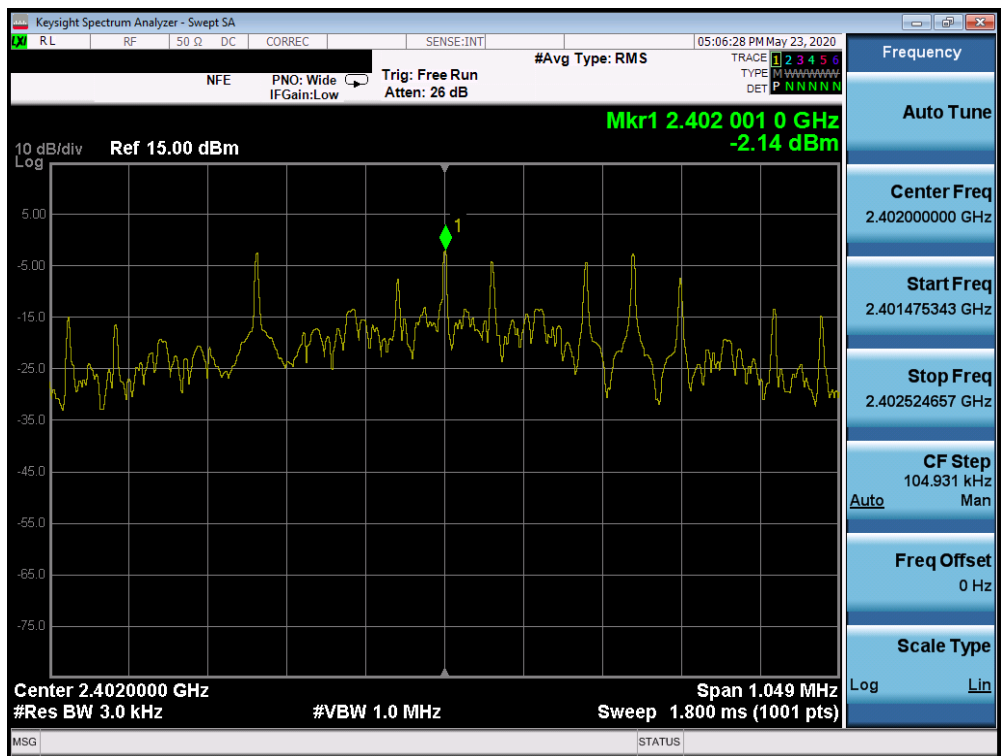 Keysight Spectrum Analyzer - Swept SA
LXI RL RF 50 Ω DC CORREC SENSE:INT 05:06:28 PM May 23, 2020
#Avg Type: RMS TRACE 1 2 3 4 5 6
NFE PNO: Wide Trig: Free Run TYPE M WWWWW
IFGain:Low Atten: 26 dB DET P N N N N N
Mkr1 2.402 001 0 GHz
-2.14 dBm
10 dB/div Ref 15.00 dBm
Log
5.00
1
-5.00
-15.0
-25.0
-35.0
-45.0
-55.0
-65.0
-75.0
Center 2.4020000 GHz Span 1.049 MHz
#Res BW 3.0 kHz #VBW 1.0 MHz Sweep 1.800 ms (1001 pts)
MSG STATUS
Frequency
Auto Tune
Center Freq
2.402000000 GHz
Start Freq
2.401475343 GHz
Stop Freq
2.402524657 GHz
CF Step
104.931 kHz
Auto Man
Freq Offset
0 Hz
Scale Type
Log Lin